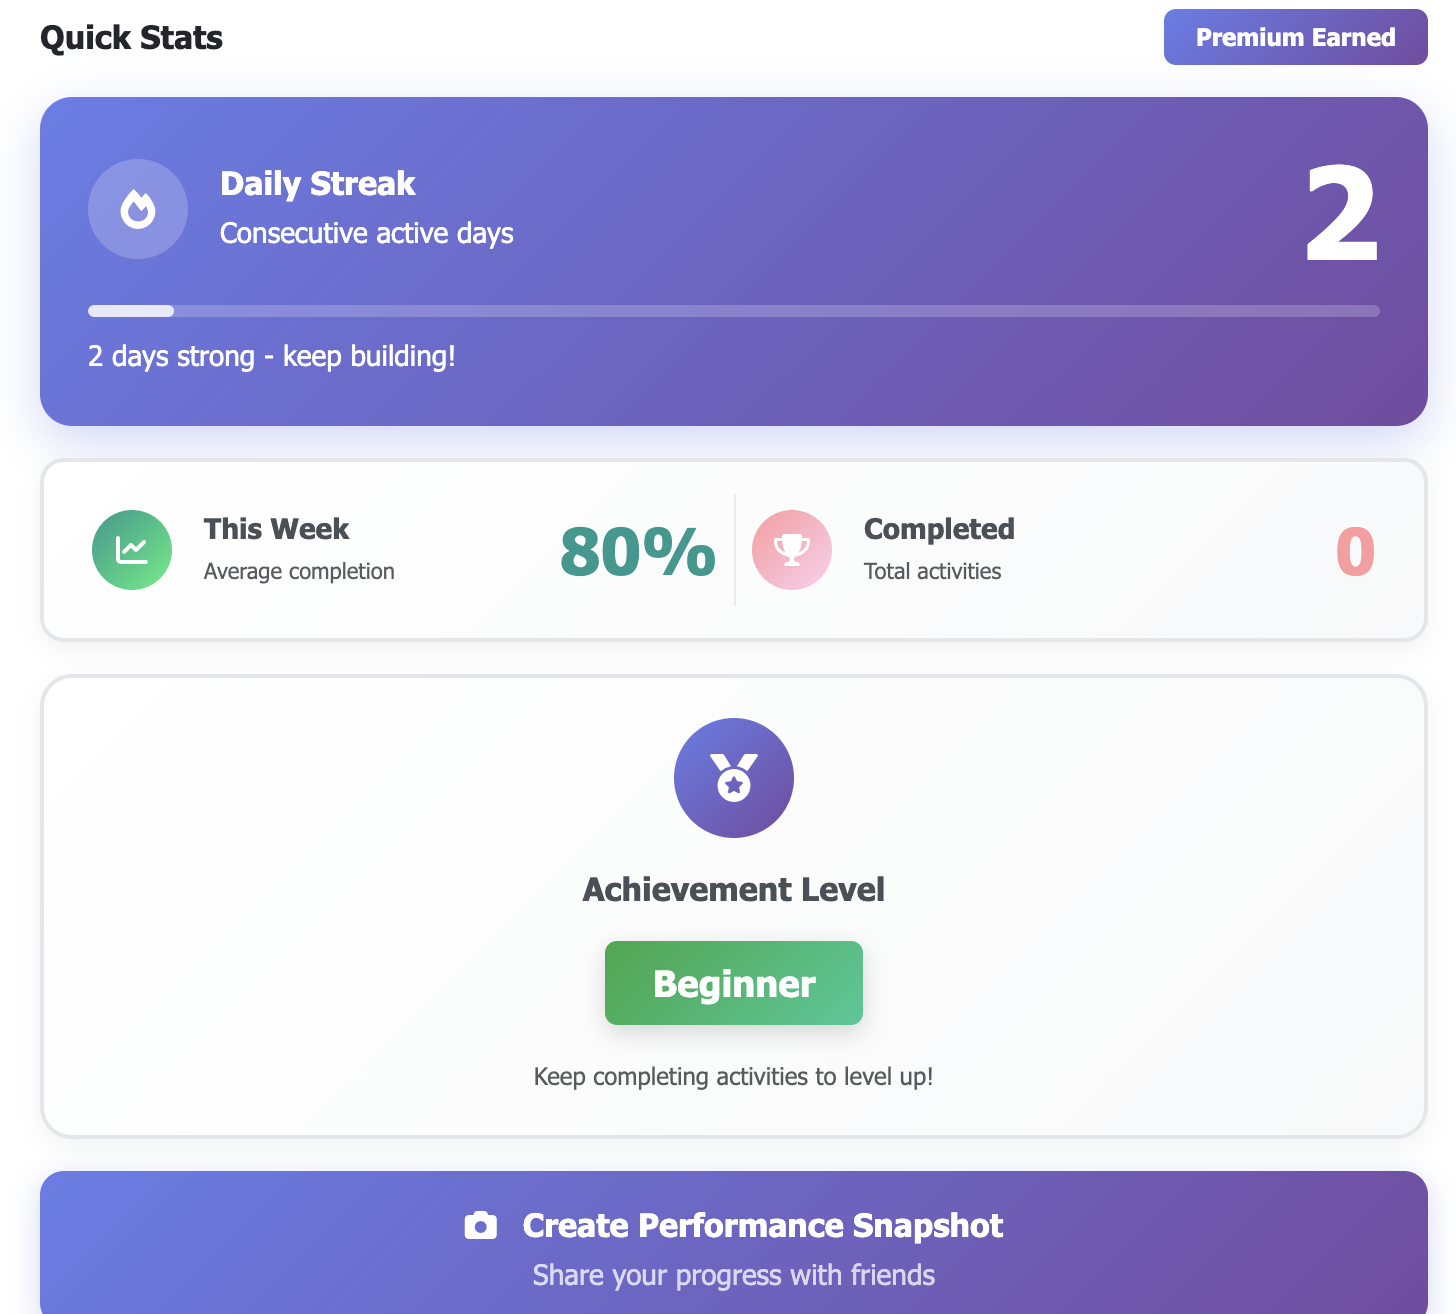 Quick Stats
Premium Earned
Daily Streak
Consecutive active days
2
2 days strong - keep building!
This Week
Average completion
80%
Completed
Total activities
0
Achievement Level
Beginner
Keep completing activities to level up!
Create Performance Snapshot
Share your progress with friends